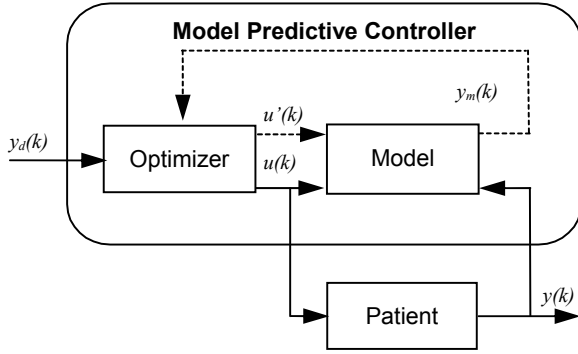 Model Predictive Controller
y_m(k)
u'(k)
y_d(k)
Optimizer
u(k)
Model
Patient
y(k)